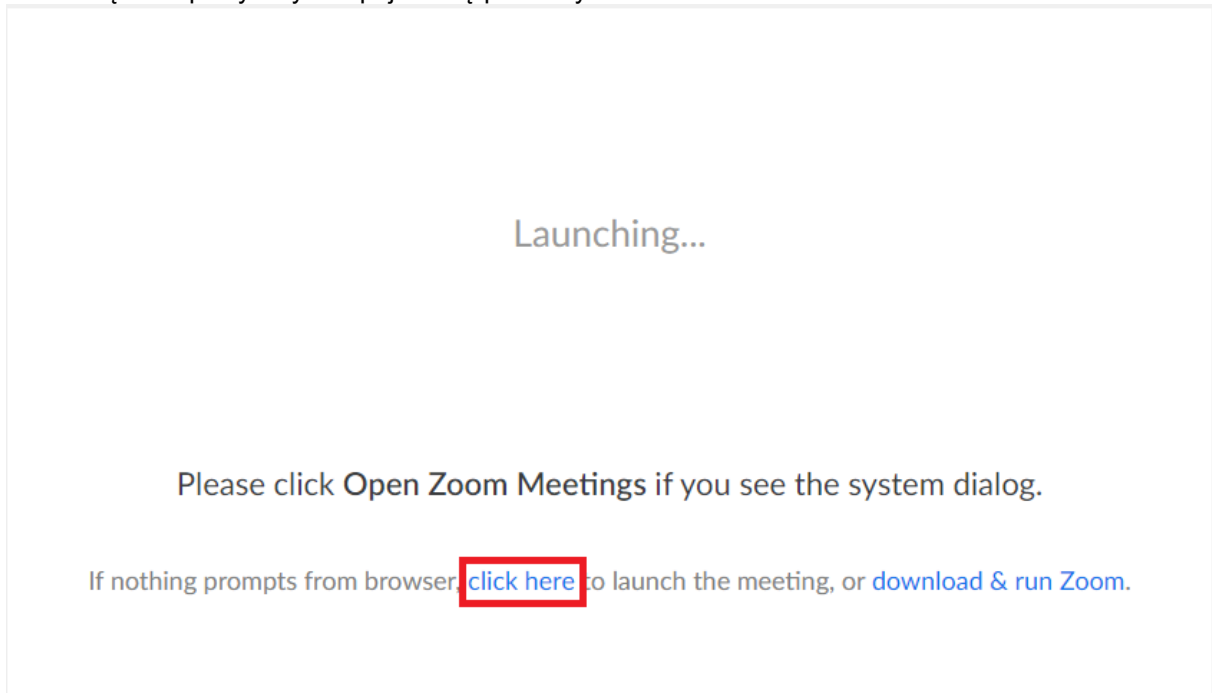 Launching...
Please click Open Zoom Meetings if you see the system dialog.
If nothing prompts from browser, click here to launch the meeting, or download & run Zoom.